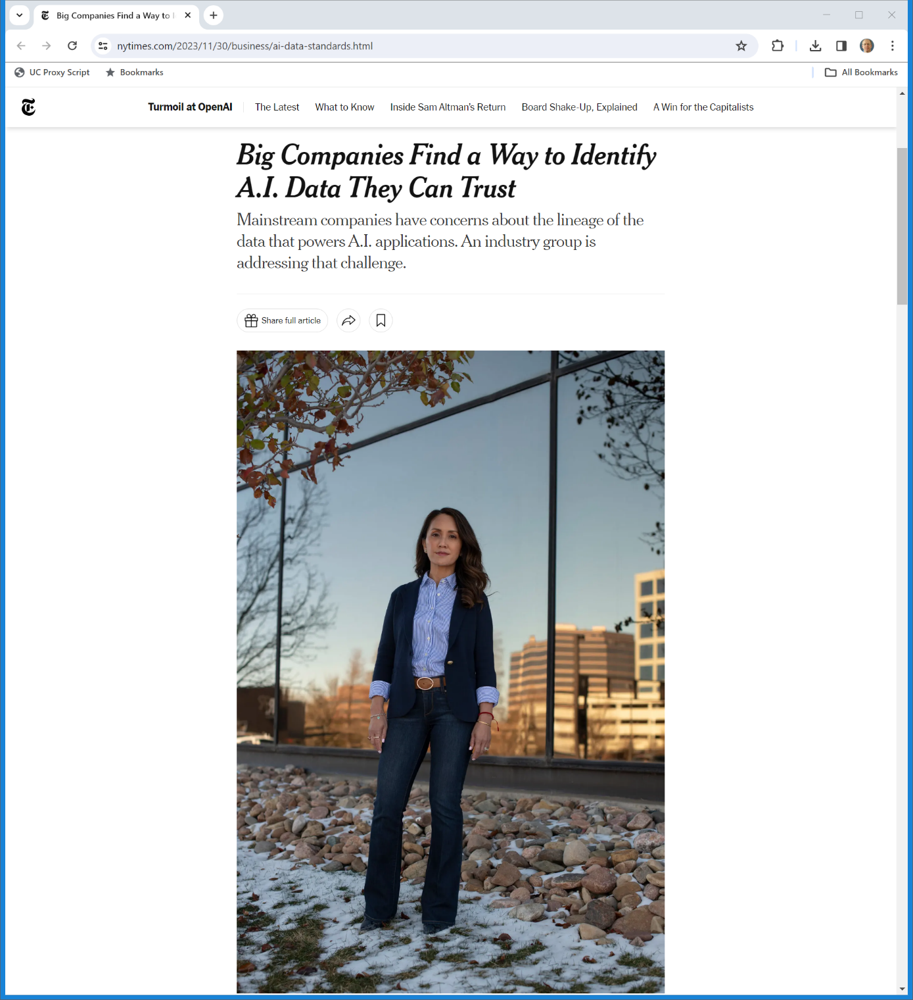 Big Companies Find a Way to
nytimes.com/2023/11/30/business/ai-data-standards.html
UC Proxy Script
Bookmarks
All Bookmarks
Turmoil at OpenAI
The Latest
What to Know
Inside Sam Altman's Return
Board Shake-Up, Explained
A Win for the Capitalists
Big Companies Find a Way to Identify
A.I. Data They Can Trust
Mainstream companies have concerns about the lineage of the
data that powers A.I. applications. An industry group is
addressing that challenge.
Share full article